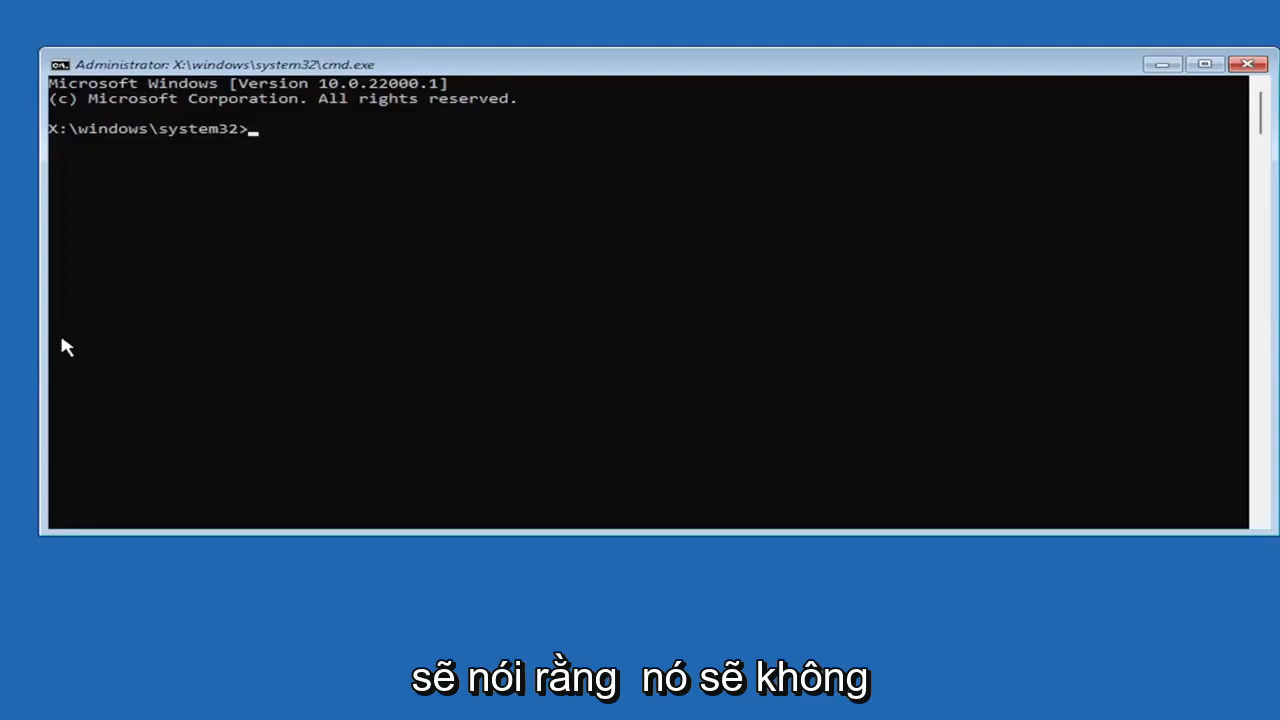 Administrator: X:\windows\system32\cmd.exe
Microsoft Windows [Version 10.0.22000.1]
(c) Microsoft Corporation. All rights reserved.
X:\windows\system32>
sẽ nói rằng nó sẽ không